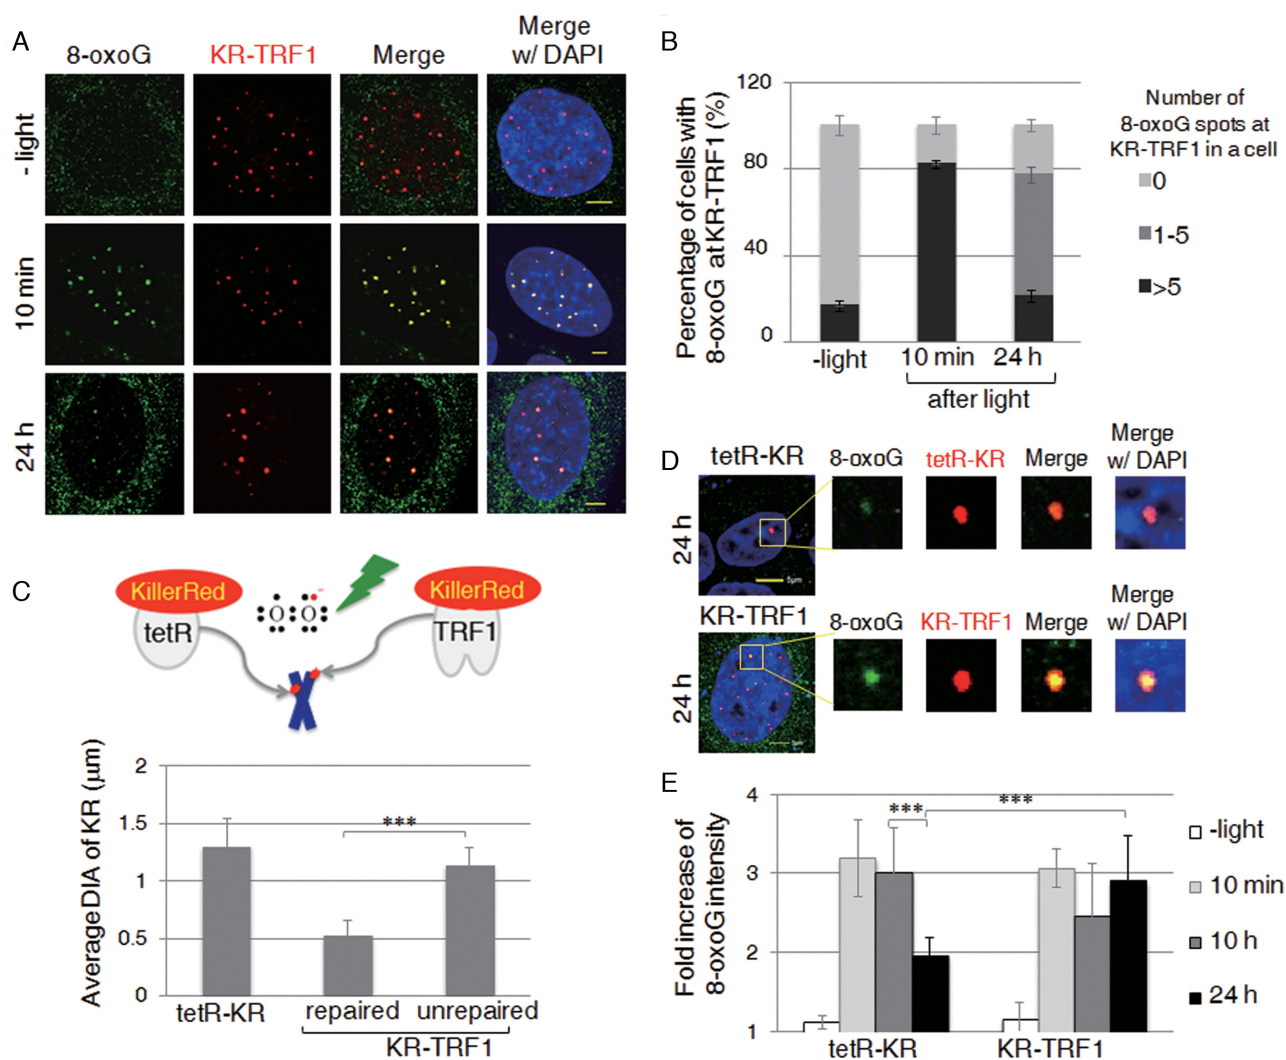 A
8-oxoG
KR-TRF1
Merge
Merge
w/ DAPI
- light
10 min
24 h
B
Percentage of cells with
8-oxoG at KR-TRF1 (%)
120
80
40
0
-light
10 min
24 h
after light
Number of
8-oxoG spots at
KR-TRF1 in a cell
0
1-5
>5
C
KillerRed
tetR
O O
-
KillerRed
TRF1
Average DIA of KR (µm)
2
1.5
1
0.5
0
***
tetR-KR
repaired
unrepaired
KR-TRF1
D
tetR-KR
8-oxoG
tetR-KR
Merge
Merge
w/ DAPI
24 h
5µm
KR-TRF1
8-oxoG
KR-TRF1
Merge
Merge
w/ DAPI
24 h
5µm
E
Fold increase of
8-oxoG intensity
4
3
2
1
***
***
tetR-KR
KR-TRF1
-light
10 min
10 h
24 h